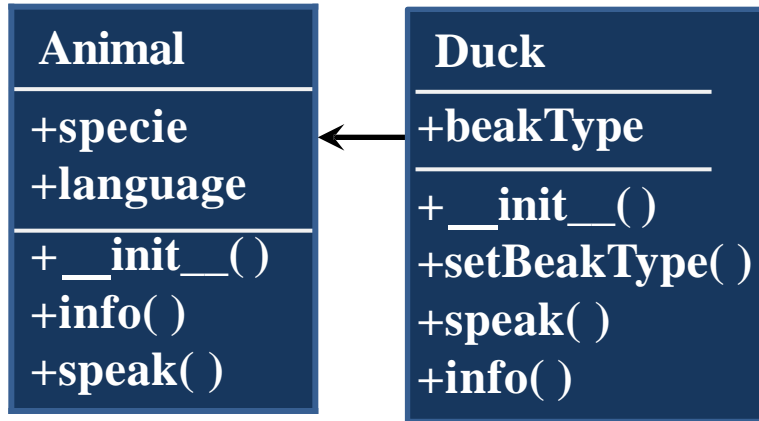 Animal
+specie
+language
+__init__( )
+info( )
+speak( )
Duck
+beakType
+__init__( )
+setBeakType( )
+speak( )
+info( )